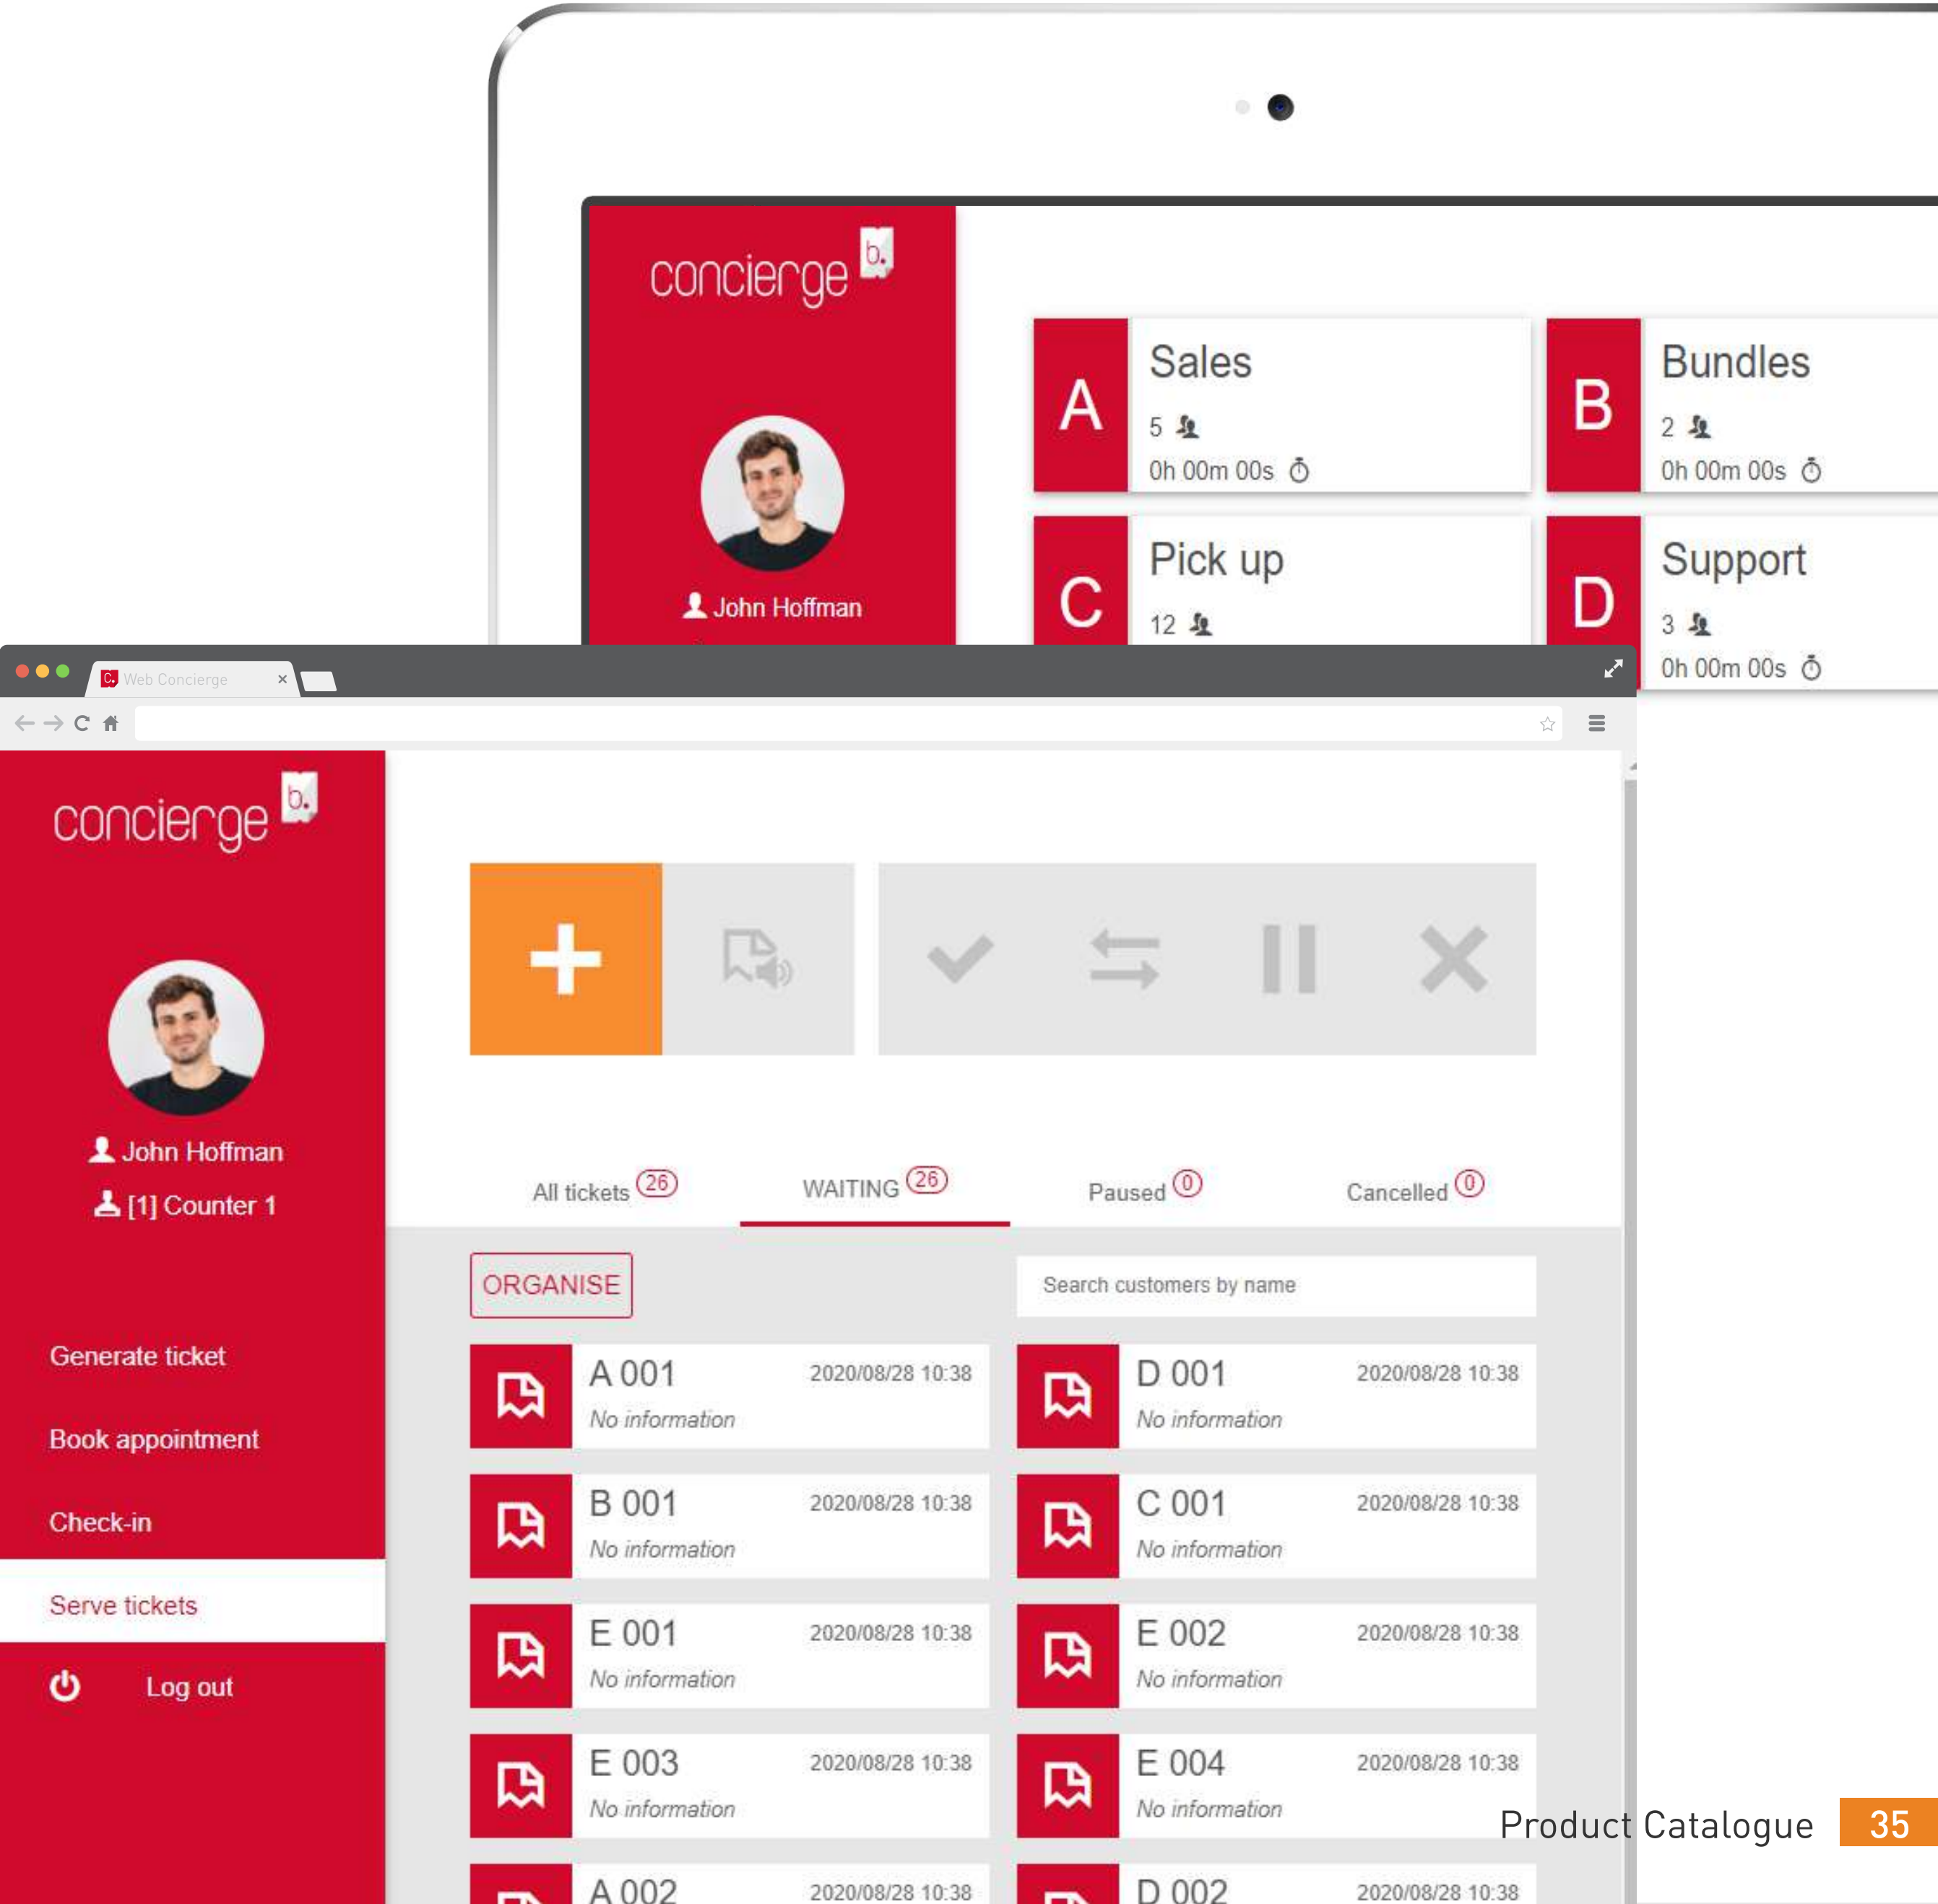 concierge b.
A Sales
5
0h 00m 00s
B Bundles
2
0h 00m 00s
John Hoffman
C Pick up
12
D Support
3
0h 00m 00s
C. Web Concierge
concierge b.
John Hoffman
[1] Counter 1
Generate ticket
Book appointment
Check-in
Serve tickets
Log out
All tickets 26 WAITING 26 Paused 0 Cancelled 0
ORGANISE Search customers by name
A 001 2020/08/28 10:38
No information
D 001 2020/08/28 10:38
No information
B 001 2020/08/28 10:38
No information
C 001 2020/08/28 10:38
No information
E 001 2020/08/28 10:38
No information
E 002 2020/08/28 10:38
No information
E 003 2020/08/28 10:38
No information
E 004 2020/08/28 10:38
No information
A 002 2020/08/28 10:38
D 002 2020/08/28 10:38
Product Catalogue 35